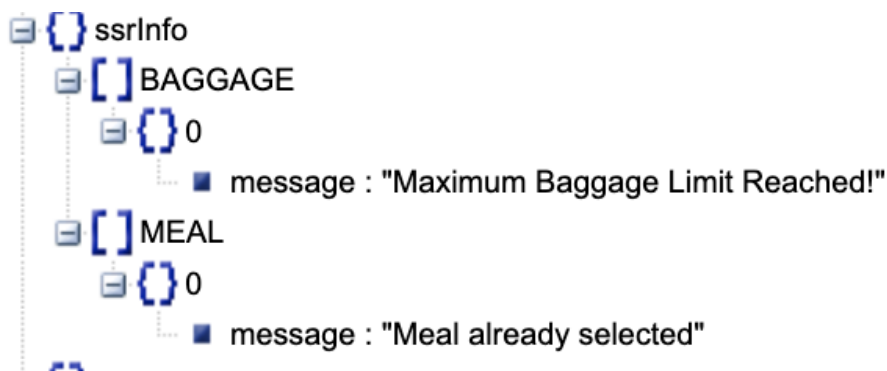 ssrInfo
BAGGAGE
0
message : "Maximum Baggage Limit Reached!"
MEAL
0
message : "Meal already selected"